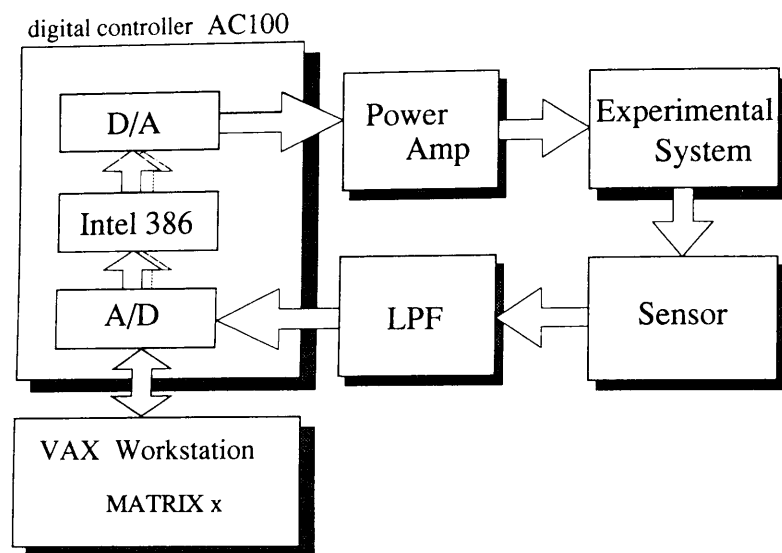 digital controller AC100
D/A
Power
Amp
Experimental
System
Intel 386
A/D
LPF
Sensor
VAX Workstation
MATRIX x